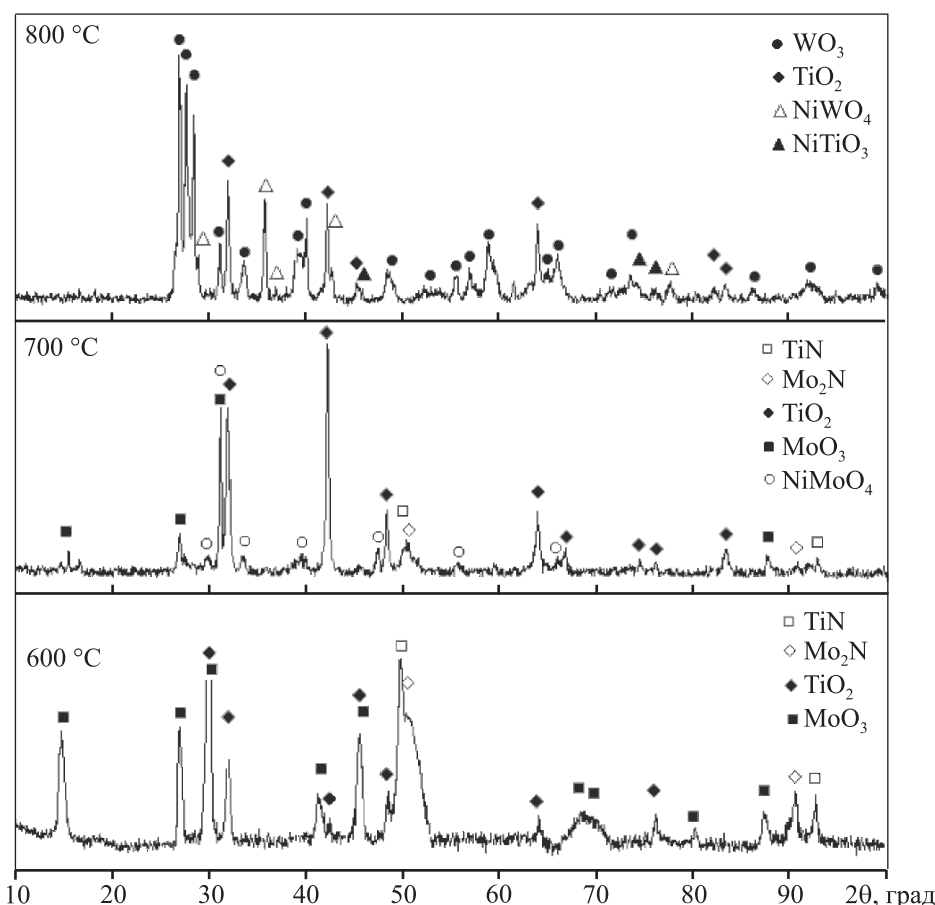 800 °C
WO₃
TiO₂
NiWO₄
NiTiO₃
700 °C
TiN
Mo₂N
TiO₂
MoO₃
NiMoO₄
600 °C
TiN
Mo₂N
TiO₂
MoO₃
10 20 30 40 50 60 70 80 90 2θ, град